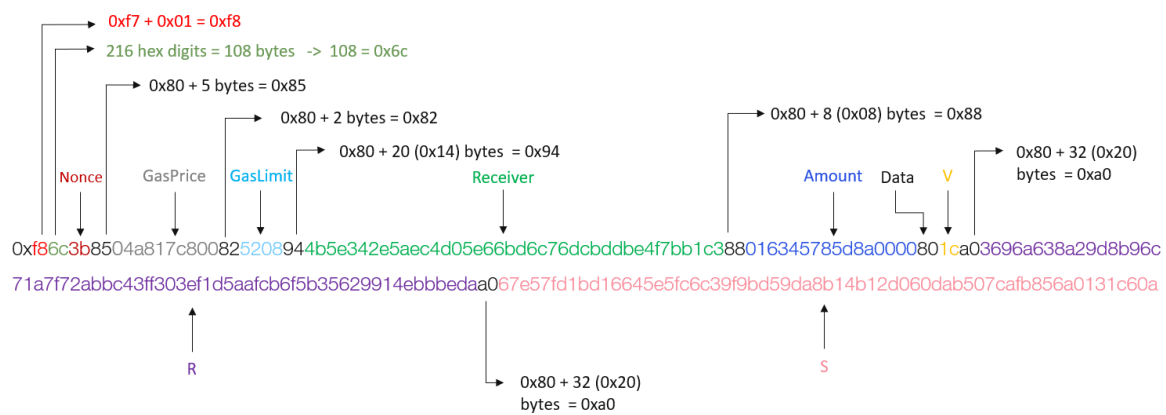 0xf7 + 0x01 = 0xf8
216 hex digits = 108 bytes -> 108 = 0x6c
0x80 + 5 bytes = 0x85
0x80 + 8 (0x08) bytes = 0x88
0x80 + 2 bytes = 0x82
0x80 + 20 (0x14) bytes = 0x94
0x80 + 32 (0x20)
bytes = 0xa0
Nonce GasPrice GasLimit Receiver Amount Data V
0xf86c3b8504a817c800825208944b5e342e5aec4d05e66bd6c76dcbddbe4f7bb1c388016345785d8a0000801ca03696a638a29d8b96c
71a7f72abbc43ff303ef1d5aafcb6f5b35629914ebbbedaa067e57fd1bd16645e5fc6c39f9bd59da8b14b12d060dab507cafb856a0131c60a
R S
0x80 + 32 (0x20)
bytes = 0xa0